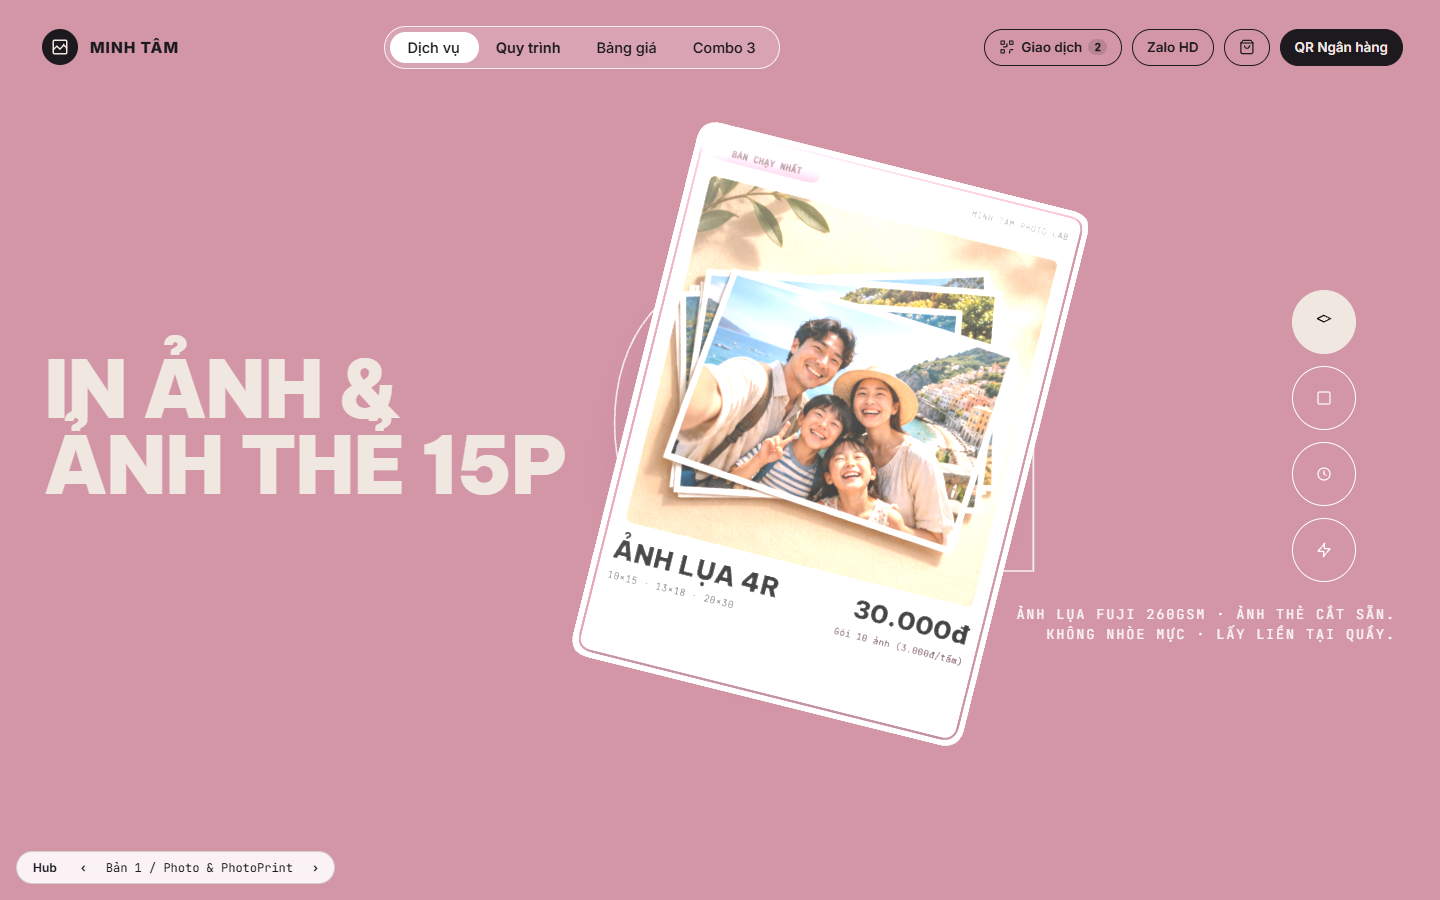 MINH TÂM
Dịch vụ
Quy trình
Bảng giá
Combo 3
Giao dịch 2
Zalo HD
QR Ngân hàng
BÁN CHẠY NHẤT
MINH TÂM PHOTO LAB
IN ẢNH &
ẢNH THẺ 15P
ẢNH LỤA 4R
10×15 · 13×18 · 20×30
30.000đ
Gói 10 ảnh (3.000đ/tấm)
ẢNH LỤA FUJI 260GSM · ẢNH THẺ CẮT SẴN.
KHÔNG NHÒE MỰC · LẤY LIỀN TẠI QUẦY.
Hub ‹ Bản 1 / Photo & PhotoPrint ›